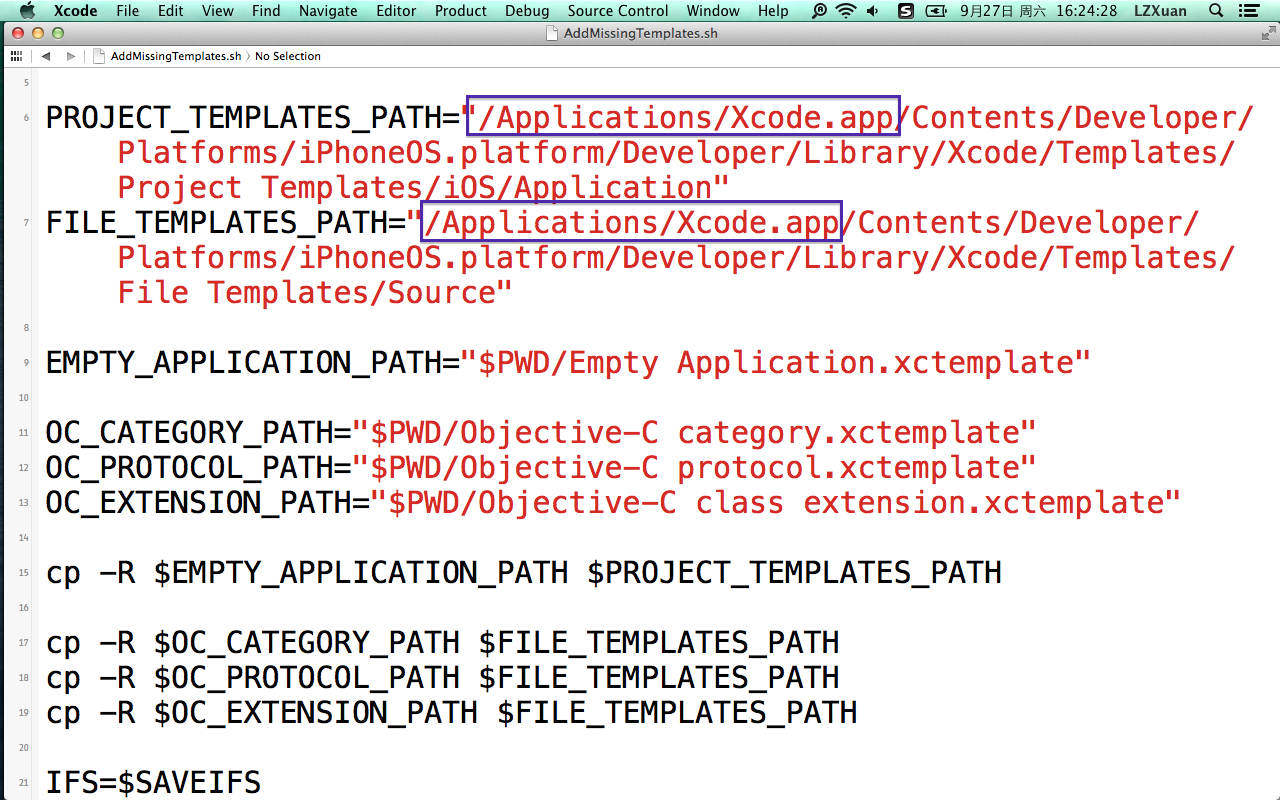 Xcode File Edit View Find Navigate Editor Product Debug Source Control Window Help 9月27日 周六 16:24:28 LZXuan
AddMissingTemplates.sh
AddMissingTemplates.sh › No Selection
5
6 PROJECT_TEMPLATES_PATH="/Applications/Xcode.app/Contents/Developer/
Platforms/iPhoneOS.platform/Developer/Library/Xcode/Templates/
Project Templates/iOS/Application"
7 FILE_TEMPLATES_PATH="/Applications/Xcode.app/Contents/Developer/
Platforms/iPhoneOS.platform/Developer/Library/Xcode/Templates/
File Templates/Source"
8
9 EMPTY_APPLICATION_PATH="$PWD/Empty Application.xctemplate"
10
11 OC_CATEGORY_PATH="$PWD/Objective-C category.xctemplate"
12 OC_PROTOCOL_PATH="$PWD/Objective-C protocol.xctemplate"
13 OC_EXTENSION_PATH="$PWD/Objective-C class extension.xctemplate"
14
15 cp -R $EMPTY_APPLICATION_PATH $PROJECT_TEMPLATES_PATH
16
17 cp -R $OC_CATEGORY_PATH $FILE_TEMPLATES_PATH
18 cp -R $OC_PROTOCOL_PATH $FILE_TEMPLATES_PATH
19 cp -R $OC_EXTENSION_PATH $FILE_TEMPLATES_PATH
20
21 IFS=$SAVEIFS